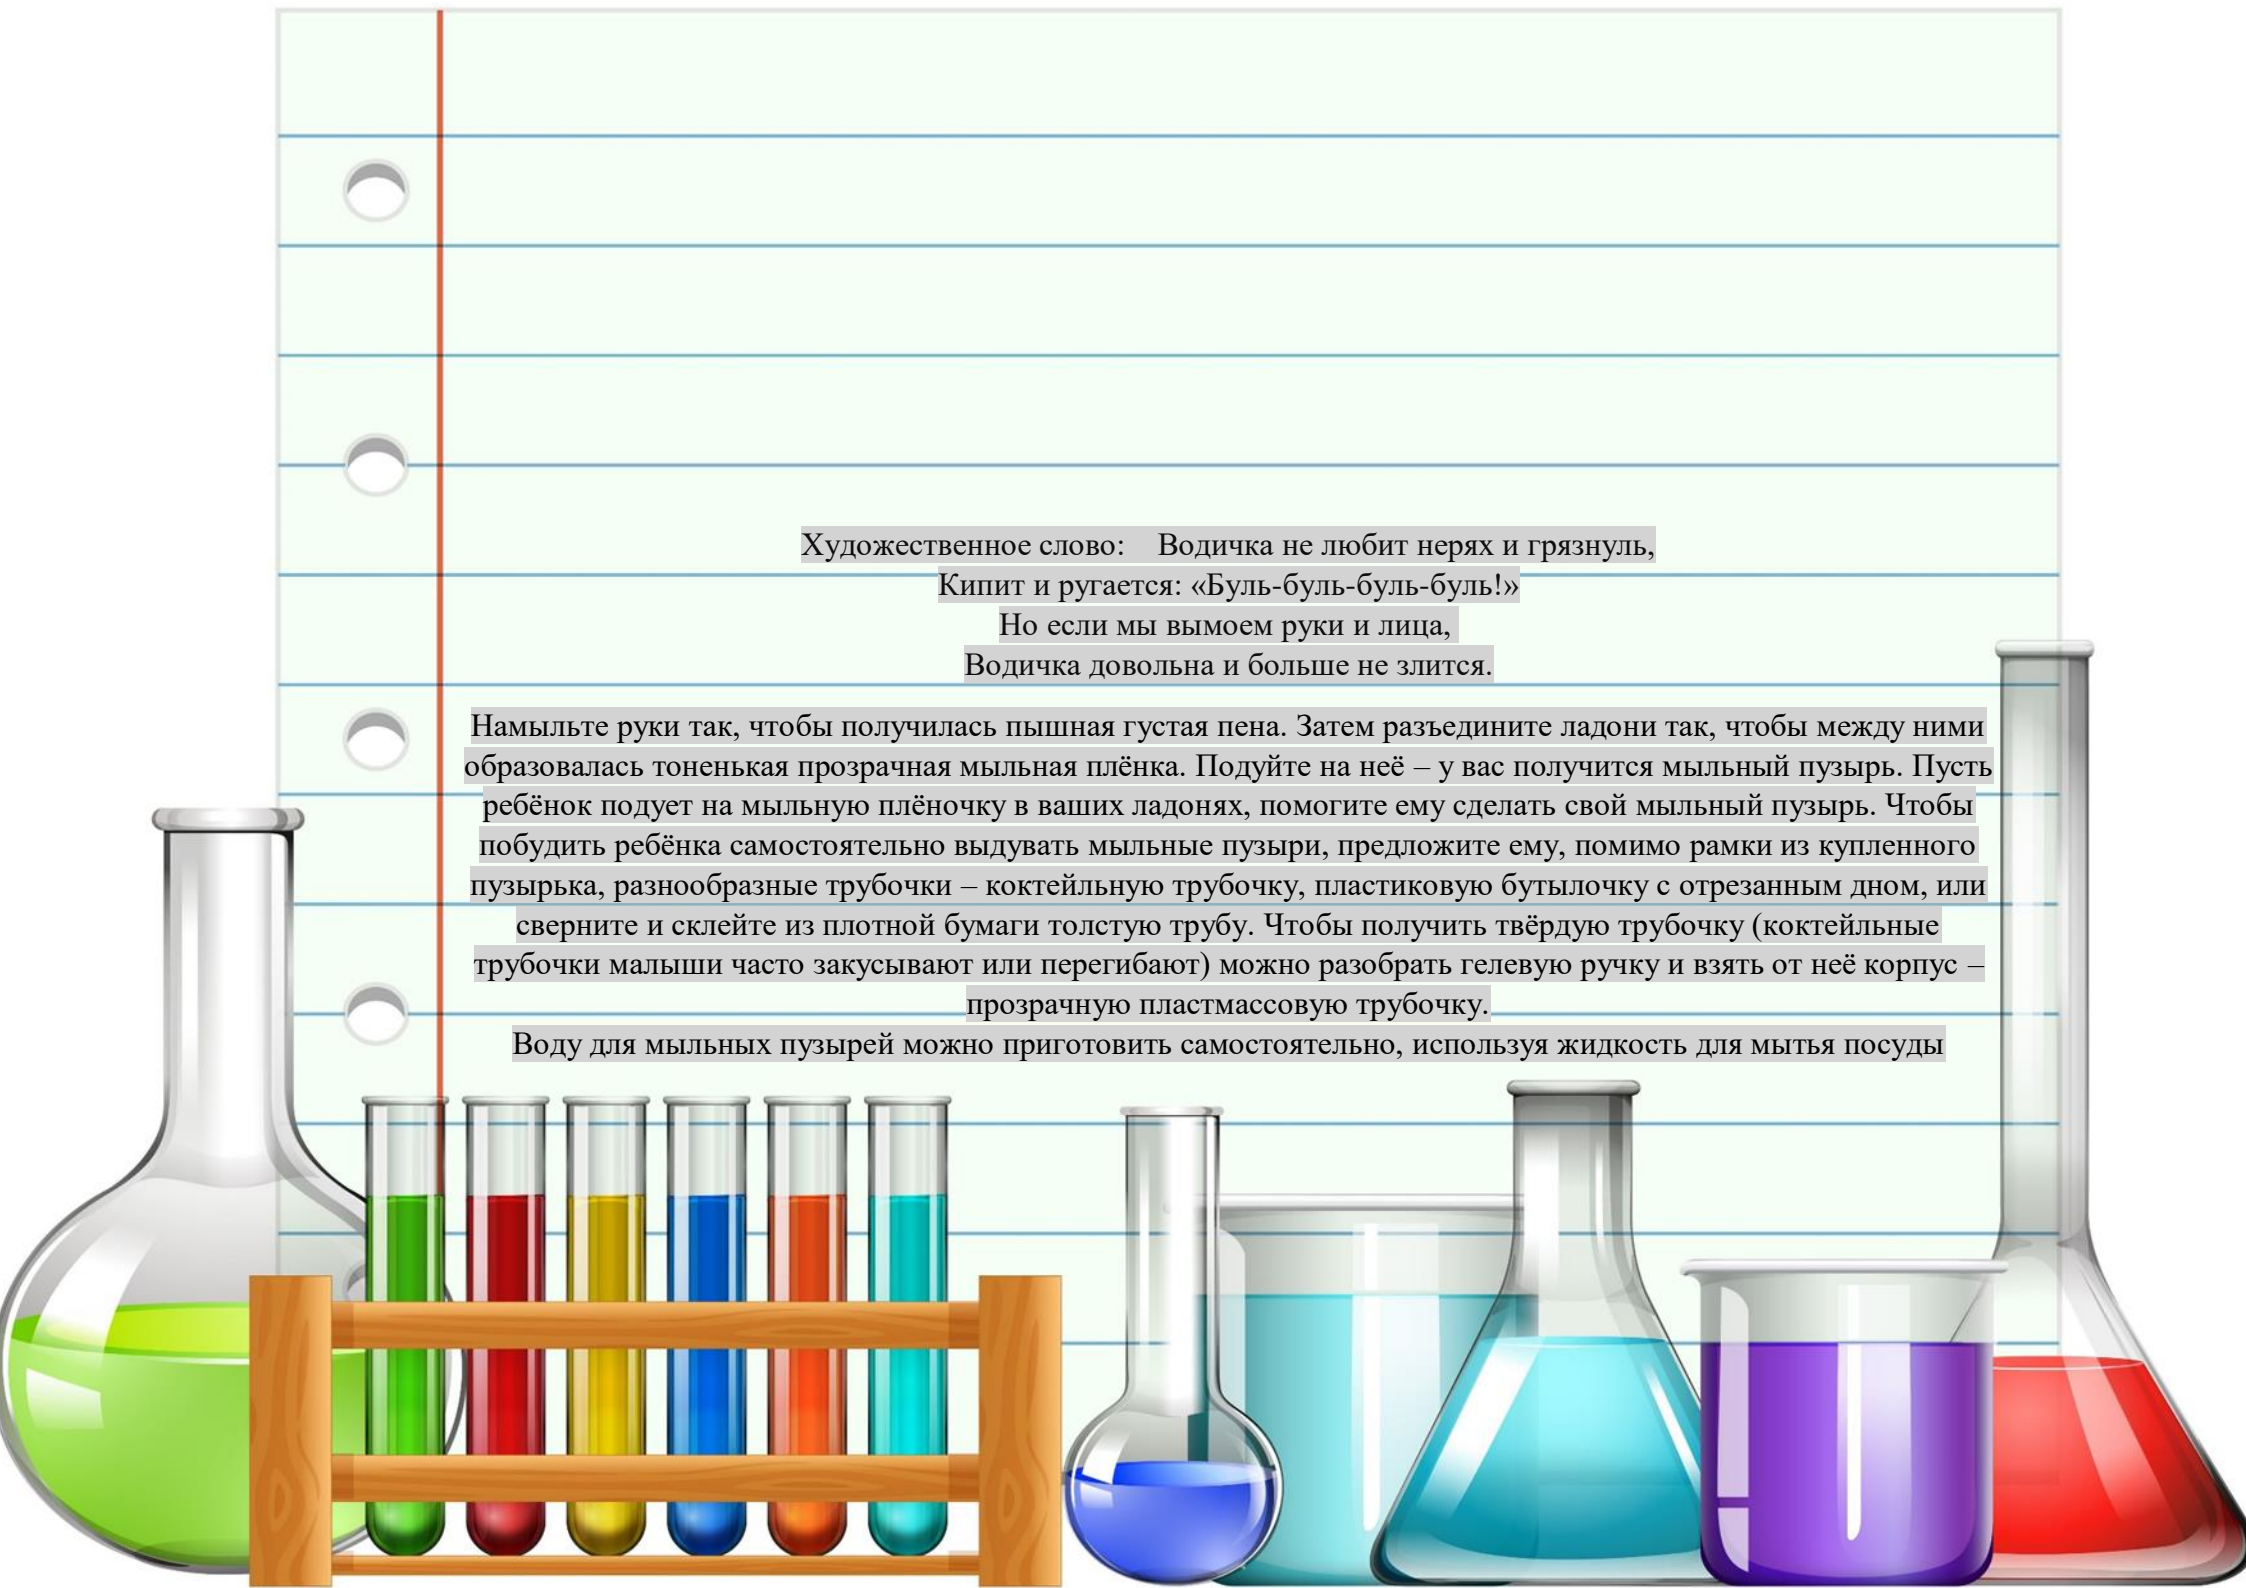 Художественное слово: Водичка не любит нерях и грязнуль,
Кипит и ругается: «Буль-буль-буль-буль!»
Но если мы вымоем руки и лица,
Водичка довольна и больше не злится.
Намыльте руки так, чтобы получилась пышная густая пена. Затем разъедините ладони так, чтобы между ними
образовалась тоненькая прозрачная мыльная плёнка. Подуйте на неё – у вас получится мыльный пузырь. Пусть
ребёнок подует на мыльную плёночку в ваших ладонях, помогите ему сделать свой мыльный пузырь. Чтобы
побудить ребёнка самостоятельно выдувать мыльные пузыри, предложите ему, помимо рамки из купленного
пузырька, разнообразные трубочки – коктейльную трубочку, пластиковую бутылочку с отрезанным дном, или
сверните и склейте из плотной бумаги толстую трубу. Чтобы получить твёрдую трубочку (коктейльные
трубочки малыши часто закусывают или перегибают) можно разобрать гелевую ручку и взять от неё корпус –
прозрачную пластмассовую трубочку.
Воду для мыльных пузырей можно приготовить самостоятельно, используя жидкость для мытья посуды